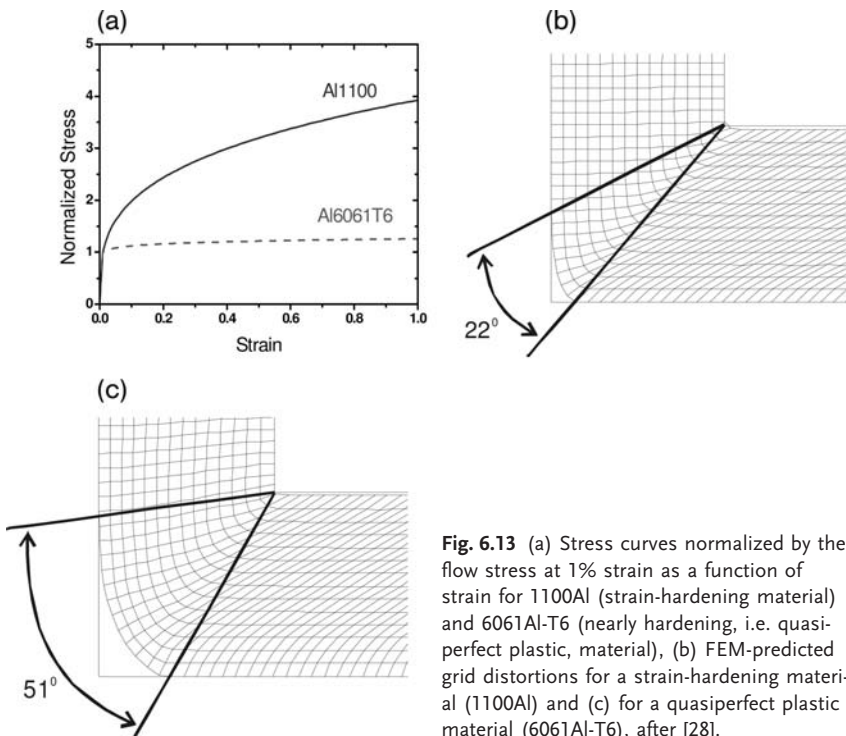 (a)
5
4
3
2
1
0
0.0
0.2
0.4
0.6
0.8
1.0
Normalized Stress
Strain
Al1100
Al6061T6
(b)
22⁰
(c)
51⁰
Fig. 6.13 (a) Stress curves normalized by the
flow stress at 1% strain as a function of
strain for 1100Al (strain-hardening material)
and 6061Al-T6 (nearly hardening, i.e. quasi-
perfect plastic, material), (b) FEM-predicted
grid distortions for a strain-hardening materi-
al (1100Al) and (c) for a quasiperfect plastic
material (6061Al-T6), after [28].